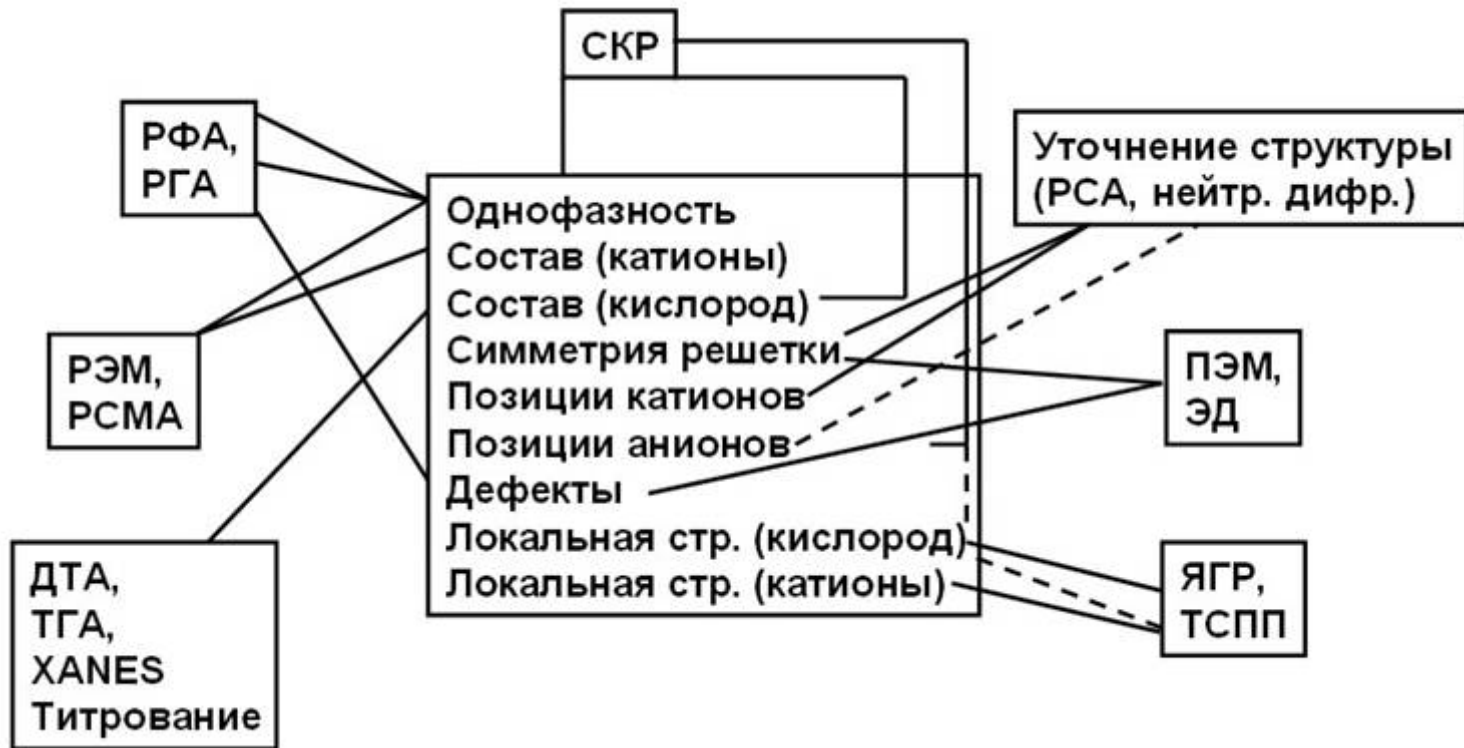 СКР
РФА,
РГА
Уточнение структуры
(РСА, нейтр. дифр.)
Однофазность
Состав (катионы)
Состав (кислород)
Симметрия решетки
Позиции катионов
Позиции анионов
Дефекты
Локальная стр. (кислород)
Локальная стр. (катионы)
РЭМ,
РСМА
ПЭМ,
ЭД
ДТА,
ТГА,
XANES
Титрование
ЯГР,
ТСПП